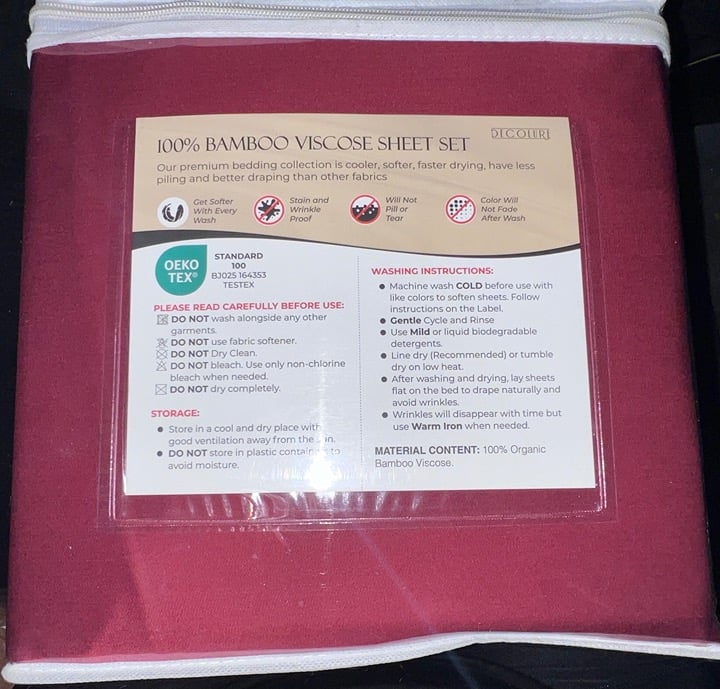 100% BAMBOO VISCOSE SHEET SET
DECOLURE
Our premium bedding collection is cooler, softer, faster drying, have less
piling and better draping than other fabrics
Get Softer
With Every
Wash
Stain and
Wrinkle
Proof
Will Not
Pill or
Tear
Color Will
Not Fade
After Wash
OEKO
TEX®
STANDARD
100
BJ025 164353
TESTEX
PLEASE READ CAREFULLY BEFORE USE:
DO NOT wash alongside any other
garments.
DO NOT use fabric softener.
DO NOT Dry Clean.
DO NOT bleach. Use only non-chlorine
bleach when needed.
DO NOT dry completely.
STORAGE:
● Store in a cool and dry place with
good ventilation away from the sun.
● DO NOT store in plastic containers to
avoid moisture.
WASHING INSTRUCTIONS:
● Machine wash COLD before use with
like colors to soften sheets. Follow
instructions on the Label.
● Gentle Cycle and Rinse
● Use Mild or liquid biodegradable
detergents.
● Line dry (Recommended) or tumble
dry on low heat.
● After washing and drying, lay sheets
flat on the bed to drape naturally and
avoid wrinkles.
● Wrinkles will disappear with time but
use Warm Iron when needed.
MATERIAL CONTENT: 100% Organic
Bamboo Viscose.